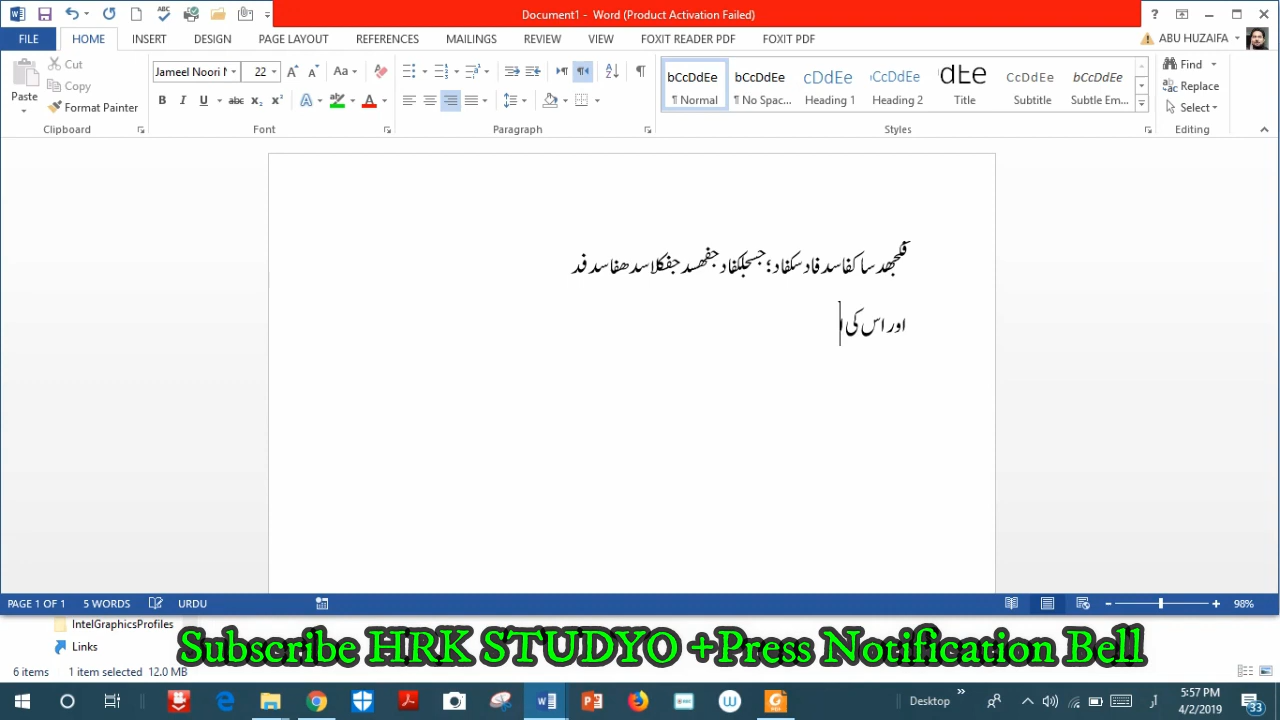 Document1 - Word (Product Activation Failed)
FILE HOME INSERT DESIGN PAGE LAYOUT REFERENCES MAILINGS REVIEW VIEW FOXIT READER PDF FOXIT PDF ABU HUZAIFA
Cut
Copy
Paste
Format Painter
Clipboard
Jameel Noori N 22
Font
Paragraph
bCcDdEe bCcDdEe cDdEe cCcDdEe dEe CcDdEe bCcDdEe
¶ Normal ¶ No Spac... Heading 1 Heading 2 Title Subtitle Subtle Em...
Styles
Find
Replace
Select
Editing
اور اس کی ا
PAGE 1 OF 1 5 WORDS URDU 98%
IntelGraphicsProfiles
Links
6 items 1 item selected 12.0 MB
Subscribe HRK STUDYO +Press Notification Bell
Desktop
5:57 PM
4/2/2019
33